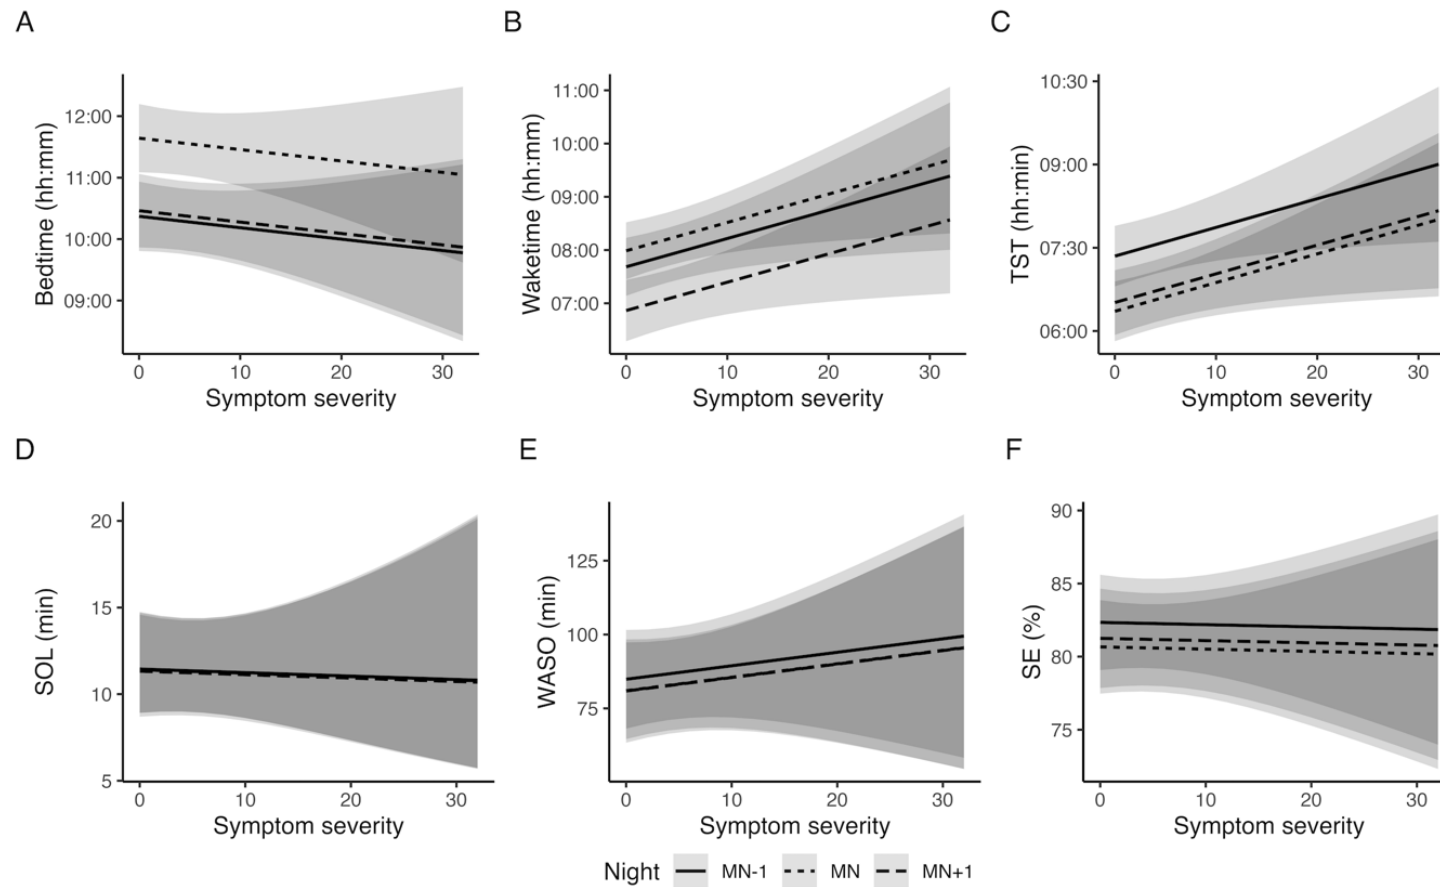 A
B
C
Bedtime (hh:mm)
12:00
11:00
10:00
09:00
0 10 20 30
Symptom severity
Waketime (hh:mm)
11:00
10:00
09:00
08:00
07:00
0 10 20 30
Symptom severity
TST (hh:min)
10:30
09:00
07:30
06:00
0 10 20 30
Symptom severity
D
E
F
SOL (min)
20
15
10
5
0 10 20 30
Symptom severity
WASO (min)
125
100
75
0 10 20 30
Symptom severity
SE (%)
90
85
80
75
0 10 20 30
Symptom severity
Night MN-1 MN MN+1